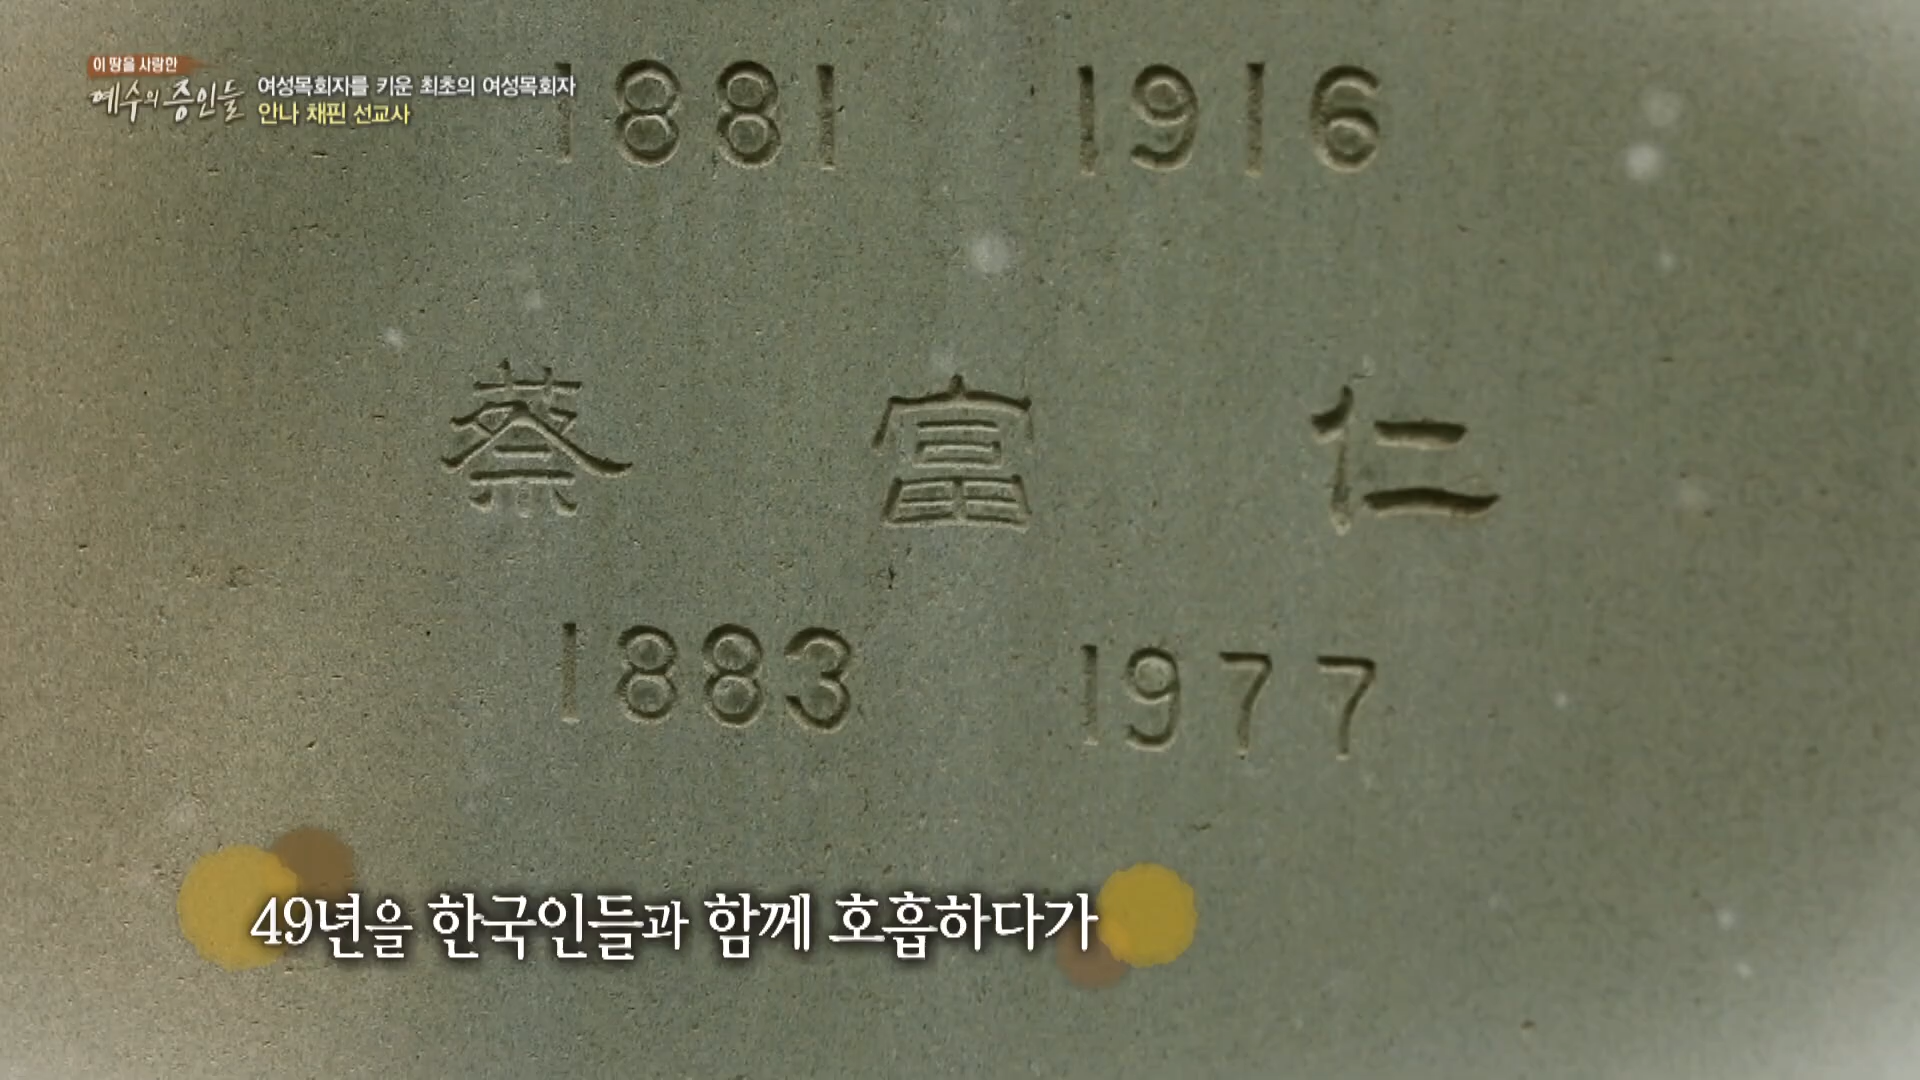 이 땅을 사랑한
예수의 증인들
여성목회자를 키운 최초의 여성목회자
안나 채핀 선교사
1881 1916
蔡 富 仁
1883 1977
49년을 한국인들과 함께 호흡하다가